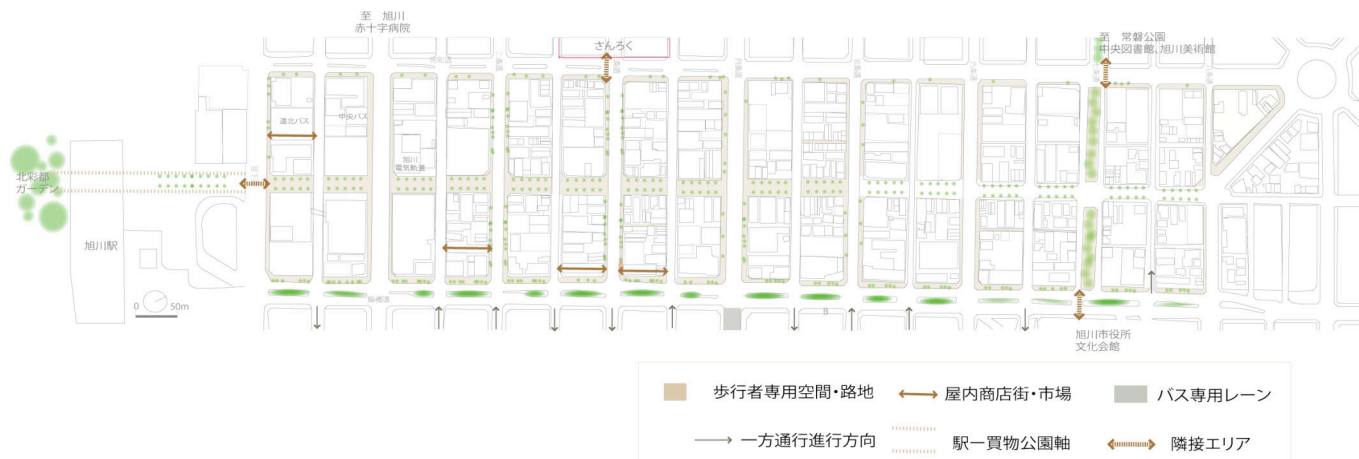 至　旭川
赤十字病院
さんろく
至　常磐公園
中央図書館、旭川美術館
道北バス
中央バス
旭川
電気軌道
北彩都
ガーデン
旭川駅
0　50m
B
旭川市役所
文化会館
歩行者専用空間・路地
屋内商店街・市場
バス専用レーン
一方通行進行方向
駅ー買物公園軸
隣接エリア